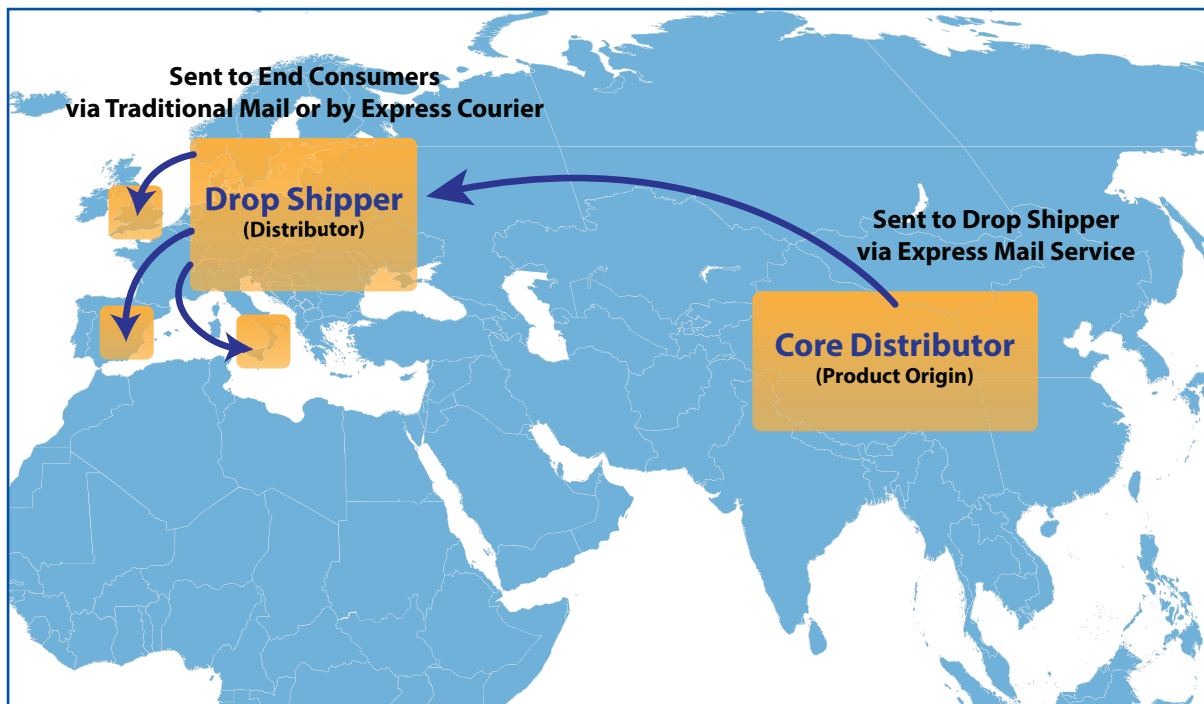 Sent to End Consumers
via Traditional Mail or by Express Courier
Drop Shipper
(Distributor)
Sent to Drop Shipper
via Express Mail Service
Core Distributor
(Product Origin)